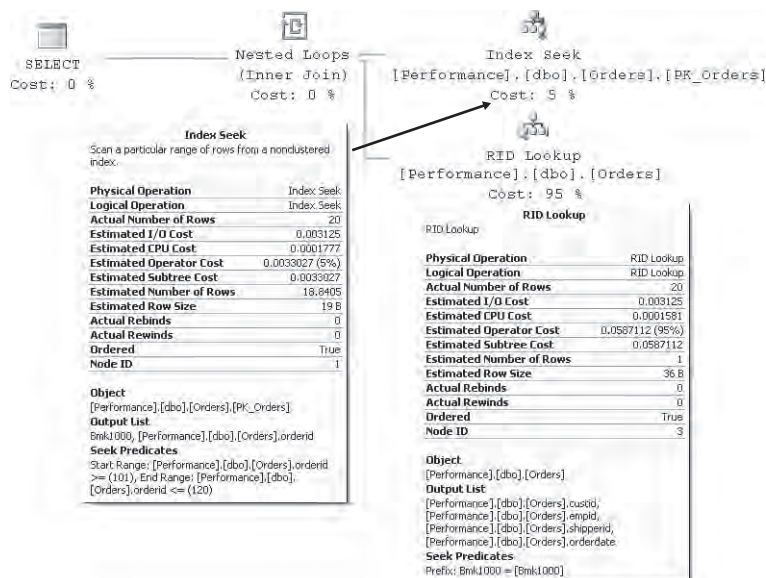 SELECT
Cost: 0 %
Nested Loops
(Inner Join)
Cost: 0 %
Index Seek
[Performance].[dbo].[Orders].[PK_Orders]
Cost: 5 %
RID Lookup
[Performance].[dbo].[Orders]
Cost: 95 %
Index Seek
Scan a particular range of rows from a nonclustered
index.
Physical Operation Index Seek
Logical Operation Index Seek
Actual Number of Rows 20
Estimated I/O Cost 0.003125
Estimated CPU Cost 0.0001777
Estimated Operator Cost 0.0033027 (5%)
Estimated Subtree Cost 0.0033027
Estimated Number of Rows 18.8405
Estimated Row Size 19 B
Actual Rebinds 0
Actual Rewinds 0
Ordered True
Node ID 1
Object
[Performance].[dbo].[Orders].[PK_Orders]
Output List
Bmk1000, [Performance].[dbo].[Orders].orderid
Seek Predicates
Start Range: [Performance].[dbo].[Orders].orderid
>= (101), End Range: [Performance].[dbo].
[Orders].orderid <= (120)
RID Lookup
RID Lookup
Physical Operation RID Lookup
Logical Operation RID Lookup
Actual Number of Rows 20
Estimated I/O Cost 0.003125
Estimated CPU Cost 0.0001581
Estimated Operator Cost 0.0587112 (95%)
Estimated Subtree Cost 0.0587112
Estimated Number of Rows 1
Estimated Row Size 36 B
Actual Rebinds 0
Actual Rewinds 0
Ordered True
Node ID 3
Object
[Performance].[dbo].[Orders]
Output List
[Performance].[dbo].[Orders].custid,
[Performance].[dbo].[Orders].empid,
[Performance].[dbo].[Orders].shipperid,
[Performance].[dbo].[Orders].orderdate
Seek Predicates
Prefix: Bmk1000 = [Bmk1000]